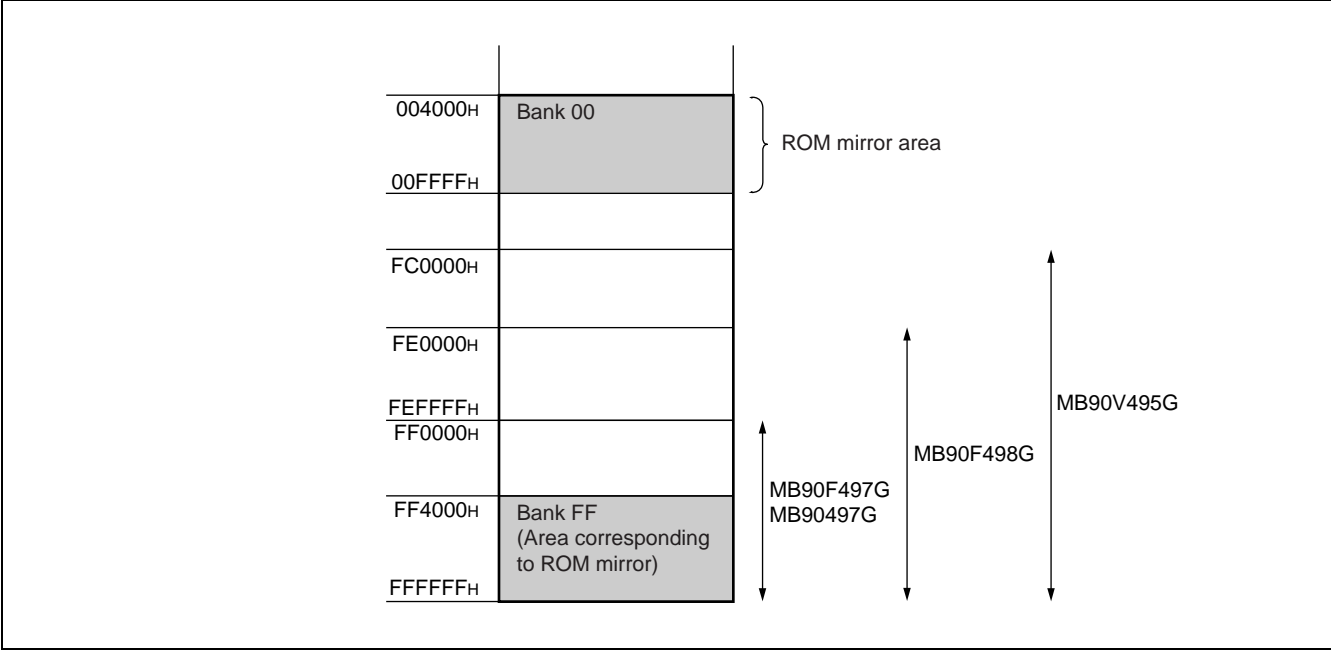 004000H
Bank 00
ROM mirror area
00FFFFH
FC0000H
FE0000H
FEFFFFH
FF0000H
FF4000H
Bank FF
(Area corresponding
to ROM mirror)
FFFFFFH
MB90F497G
MB90497G
MB90F498G
MB90V495G